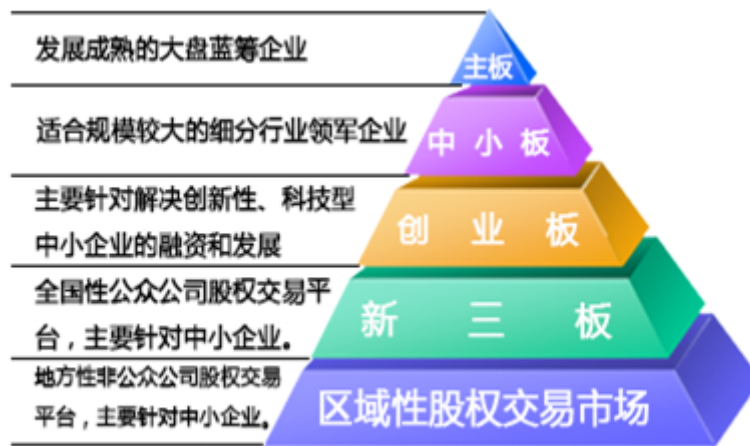 发展成熟的大盘蓝筹企业
主板
适合规模较大的细分行业领军企业
中小板
主要针对解决创新性、科技型
中小企业的融资和发展
创业板
全国性公众公司股权交易平
台，主要针对中小企业。
新三板
地方性非公众公司股权交易
平台，主要针对中小企业。
区域性股权交易市场